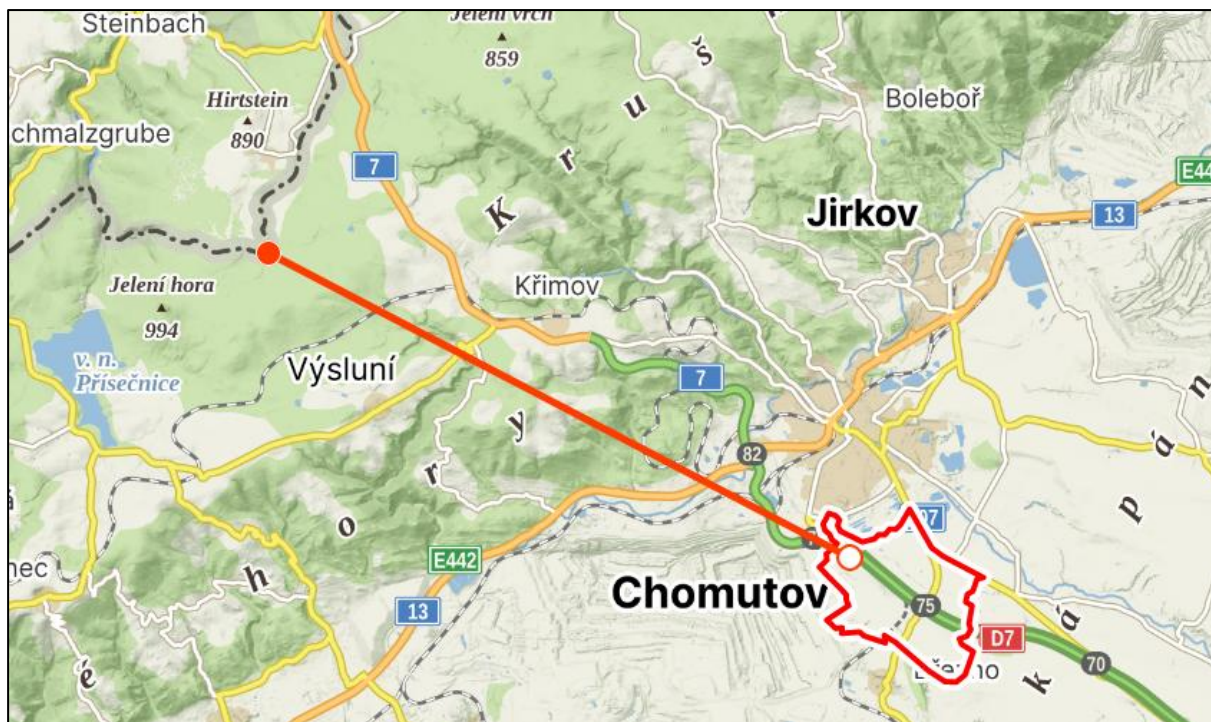 Steinbach
Jelení vrch
859
Hirtstein
890
chmalzgrube
7
Boleboř
E44
13
Jirkov
Křimov
Jelení hora
994
v. n.
Přísečnice
Výsluní
7
82
K r u š
n
á
p
á
k
é
h o r y
E442
13
nec
Chomutov
75
D7
70